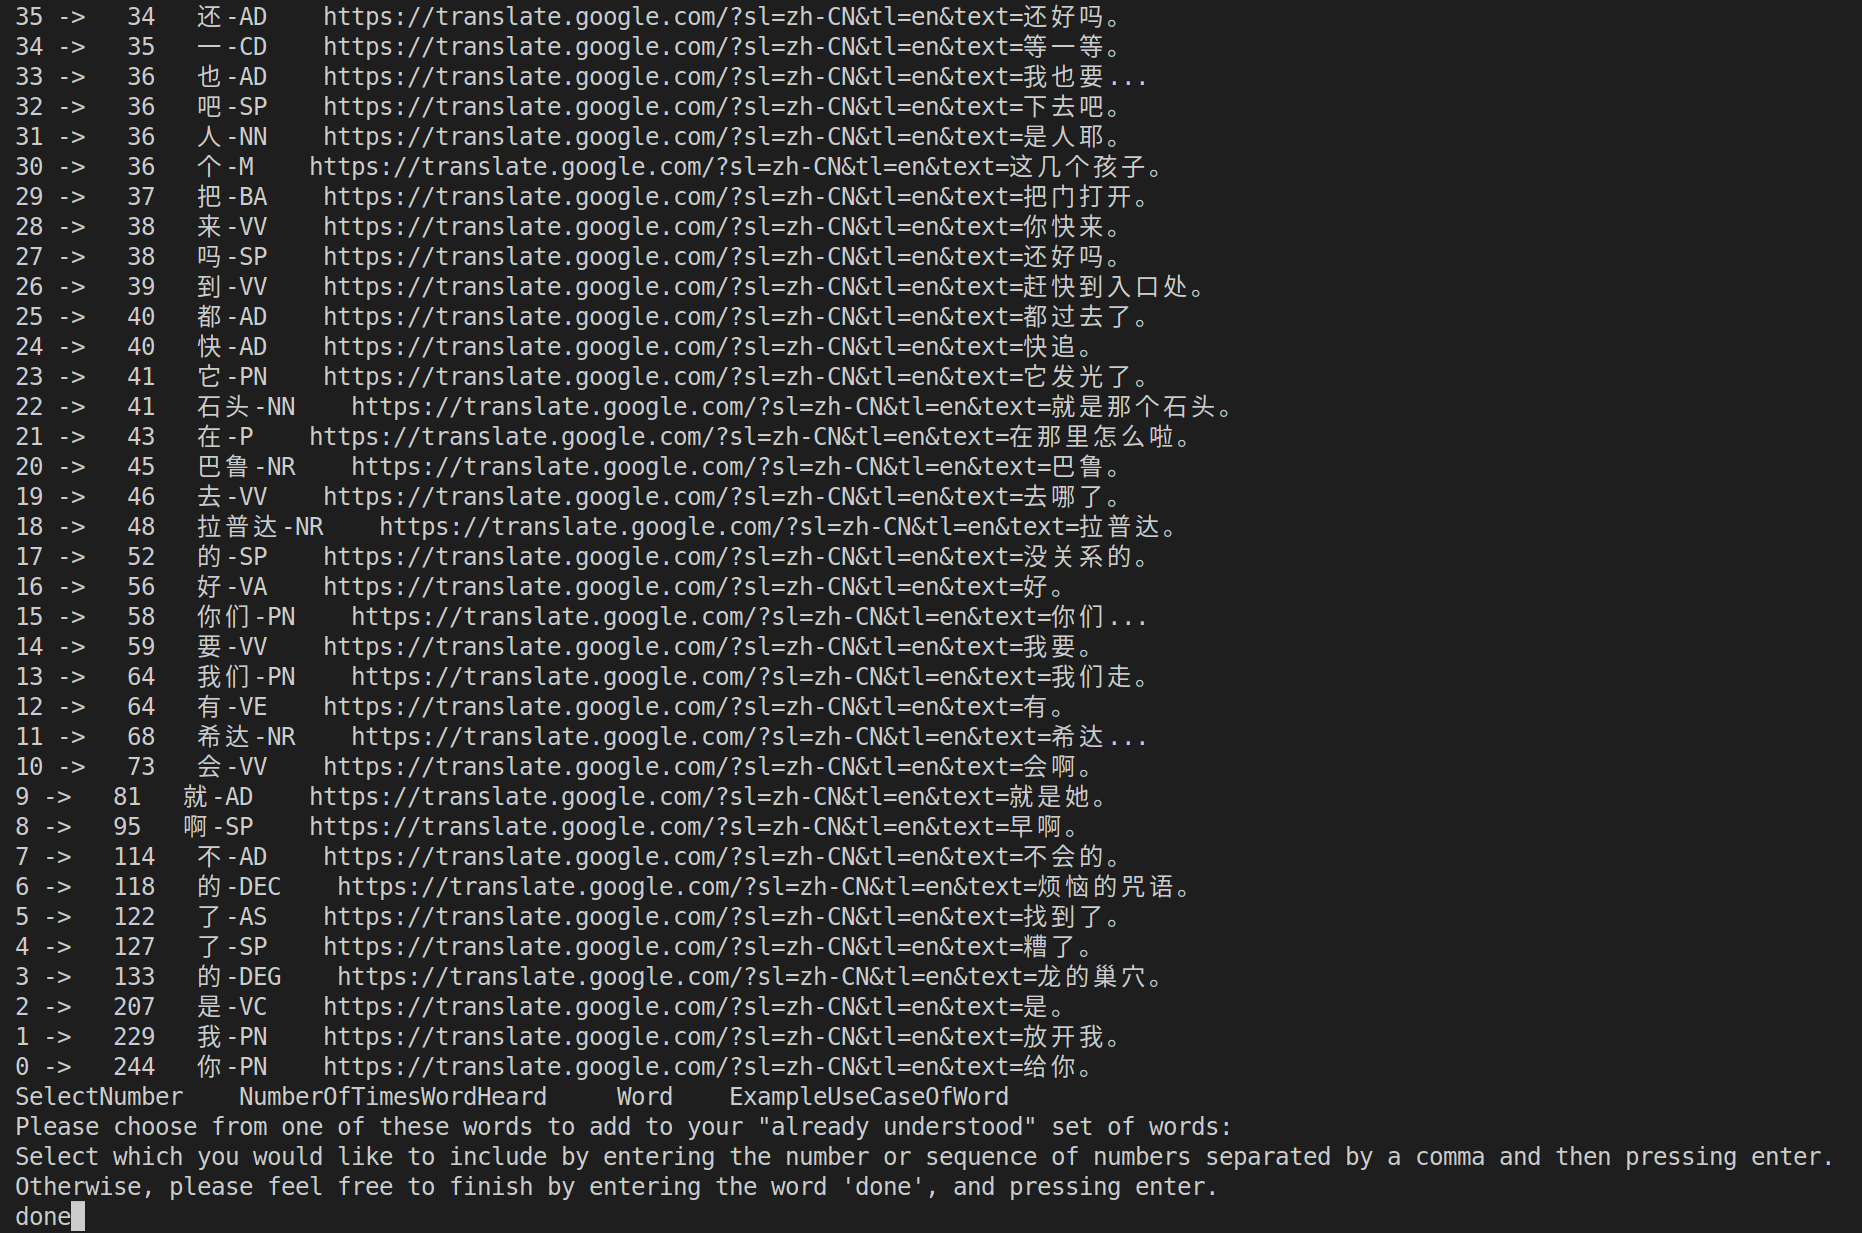 35 -> 34 还-AD https://translate.google.com/?sl=zh-CN&tl=en&text=还好吗。
34 -> 35 一-CD https://translate.google.com/?sl=zh-CN&tl=en&text=等一等。
33 -> 36 也-AD https://translate.google.com/?sl=zh-CN&tl=en&text=我也要...
32 -> 36 吧-SP https://translate.google.com/?sl=zh-CN&tl=en&text=下去吧。
31 -> 36 人-NN https://translate.google.com/?sl=zh-CN&tl=en&text=是人耶。
30 -> 36 个-M https://translate.google.com/?sl=zh-CN&tl=en&text=这几个孩子。
29 -> 37 把-BA https://translate.google.com/?sl=zh-CN&tl=en&text=把门打开。
28 -> 38 来-VV https://translate.google.com/?sl=zh-CN&tl=en&text=你快来。
27 -> 38 吗-SP https://translate.google.com/?sl=zh-CN&tl=en&text=还好吗。
26 -> 39 到-VV https://translate.google.com/?sl=zh-CN&tl=en&text=赶快到入口处。
25 -> 40 都-AD https://translate.google.com/?sl=zh-CN&tl=en&text=都过去了。
24 -> 40 快-AD https://translate.google.com/?sl=zh-CN&tl=en&text=快追。
23 -> 41 它-PN https://translate.google.com/?sl=zh-CN&tl=en&text=它发光了。
22 -> 41 石头-NN https://translate.google.com/?sl=zh-CN&tl=en&text=就是那个石头。
21 -> 43 在-P https://translate.google.com/?sl=zh-CN&tl=en&text=在那里怎么啦。
20 -> 45 巴鲁-NR https://translate.google.com/?sl=zh-CN&tl=en&text=巴鲁。
19 -> 46 去-VV https://translate.google.com/?sl=zh-CN&tl=en&text=去哪了。
18 -> 48 拉普达-NR https://translate.google.com/?sl=zh-CN&tl=en&text=拉普达。
17 -> 52 的-SP https://translate.google.com/?sl=zh-CN&tl=en&text=没关系的。
16 -> 56 好-VA https://translate.google.com/?sl=zh-CN&tl=en&text=好。
15 -> 58 你们-PN https://translate.google.com/?sl=zh-CN&tl=en&text=你们...
14 -> 59 要-VV https://translate.google.com/?sl=zh-CN&tl=en&text=我要。
13 -> 64 我们-PN https://translate.google.com/?sl=zh-CN&tl=en&text=我们走。
12 -> 64 有-VE https://translate.google.com/?sl=zh-CN&tl=en&text=有。
11 -> 68 希达-NR https://translate.google.com/?sl=zh-CN&tl=en&text=希达...
10 -> 73 会-VV https://translate.google.com/?sl=zh-CN&tl=en&text=会啊。
9 -> 81 就-AD https://translate.google.com/?sl=zh-CN&tl=en&text=就是她。
8 -> 95 啊-SP https://translate.google.com/?sl=zh-CN&tl=en&text=早啊。
7 -> 114 不-AD https://translate.google.com/?sl=zh-CN&tl=en&text=不会的。
6 -> 118 的-DEC https://translate.google.com/?sl=zh-CN&tl=en&text=烦恼的咒语。
5 -> 122 了-AS https://translate.google.com/?sl=zh-CN&tl=en&text=找到了。
4 -> 127 了-SP https://translate.google.com/?sl=zh-CN&tl=en&text=糟了。
3 -> 133 的-DEG https://translate.google.com/?sl=zh-CN&tl=en&text=龙的巢穴。
2 -> 207 是-VC https://translate.google.com/?sl=zh-CN&tl=en&text=是。
1 -> 229 我-PN https://translate.google.com/?sl=zh-CN&tl=en&text=放开我。
0 -> 244 你-PN https://translate.google.com/?sl=zh-CN&tl=en&text=给你。
SelectNumber NumberOfTimesWordHeard Word ExampleUseCaseOfWord
Please choose from one of these words to add to your "already understood" set of words:
Select which you would like to include by entering the number or sequence of numbers separated by a comma and then pressing enter.
Otherwise, please feel free to finish by entering the word 'done', and pressing enter.
done